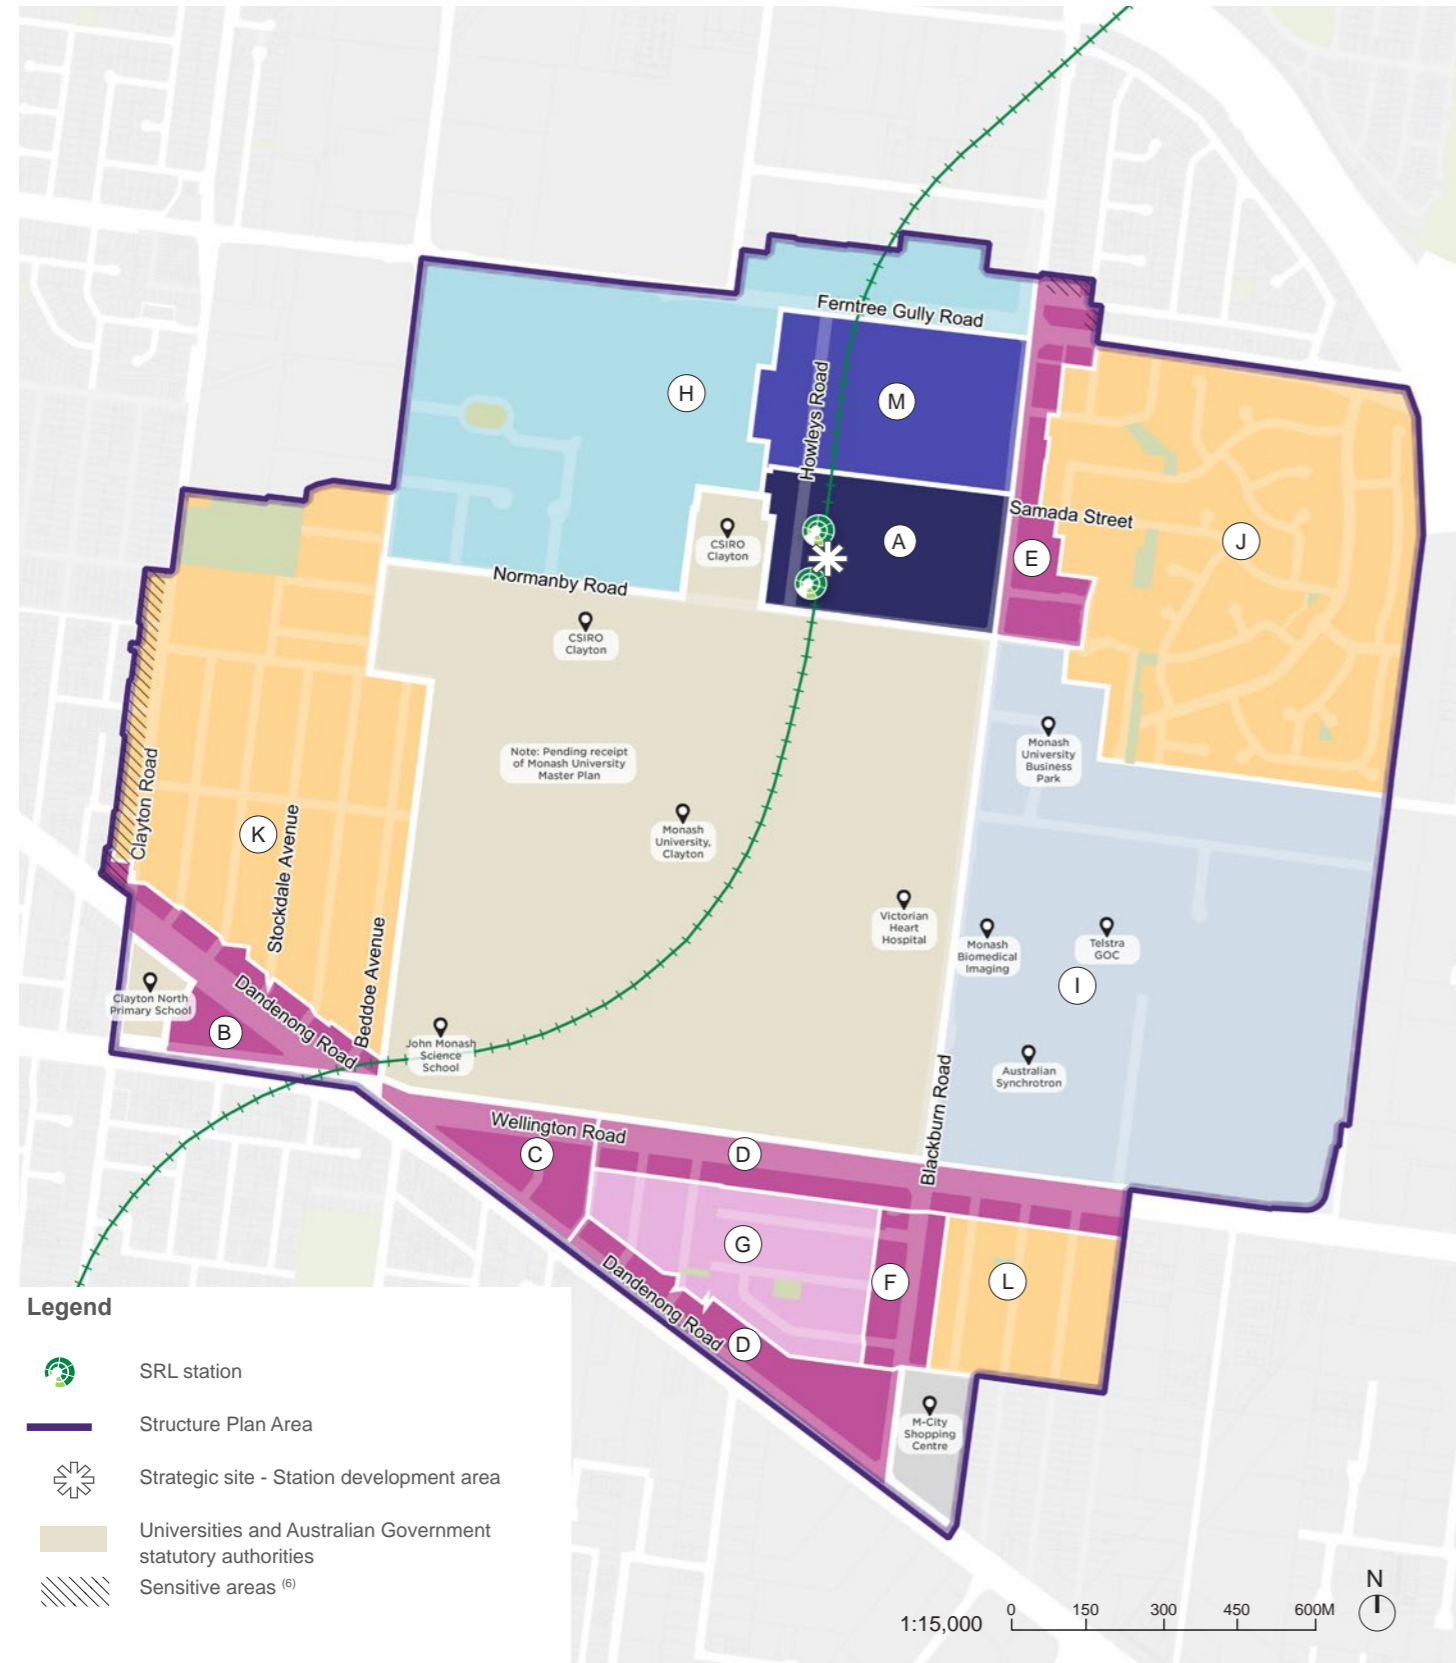 Ferntree Gully Road
H
M
Howleys Road
Samada Street
A
J
E
CSIRO
Clayton
Normanby Road
CSIRO
Clayton
Note: Pending receipt
of Monash University
Master Plan
Monash
University
Business
Park
Clayton Road
Stockdale Avenue
K
Monash
University,
Clayton
Victorian
Heart
Hospital
Monash
Biomedical
Imaging
Telstra
GOC
I
Beddoe Avenue
Clayton North
Primary School
Dandenong Road
B
John Monash
Science
School
Australian
Synchrotron
Blackburn Road
Wellington Road
C
D
G
F
L
Dandenong Road
D
M-City
Shopping
Centre
Legend
SRL station
Structure Plan Area
Strategic site - Station development area
Universities and Australian Government
statutory authorities
Sensitive areas (6)
N
1:15,000
0 150 300 450 600M